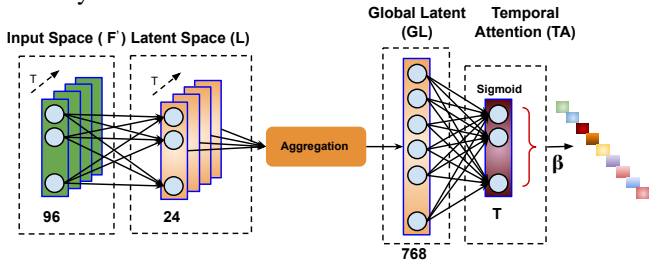 Global Latent
(GL)
Temporal
Attention (TA)
Input Space ( F')
Latent Space (L)
T
T
Sigmoid
Aggregation
β
96
24
T
768